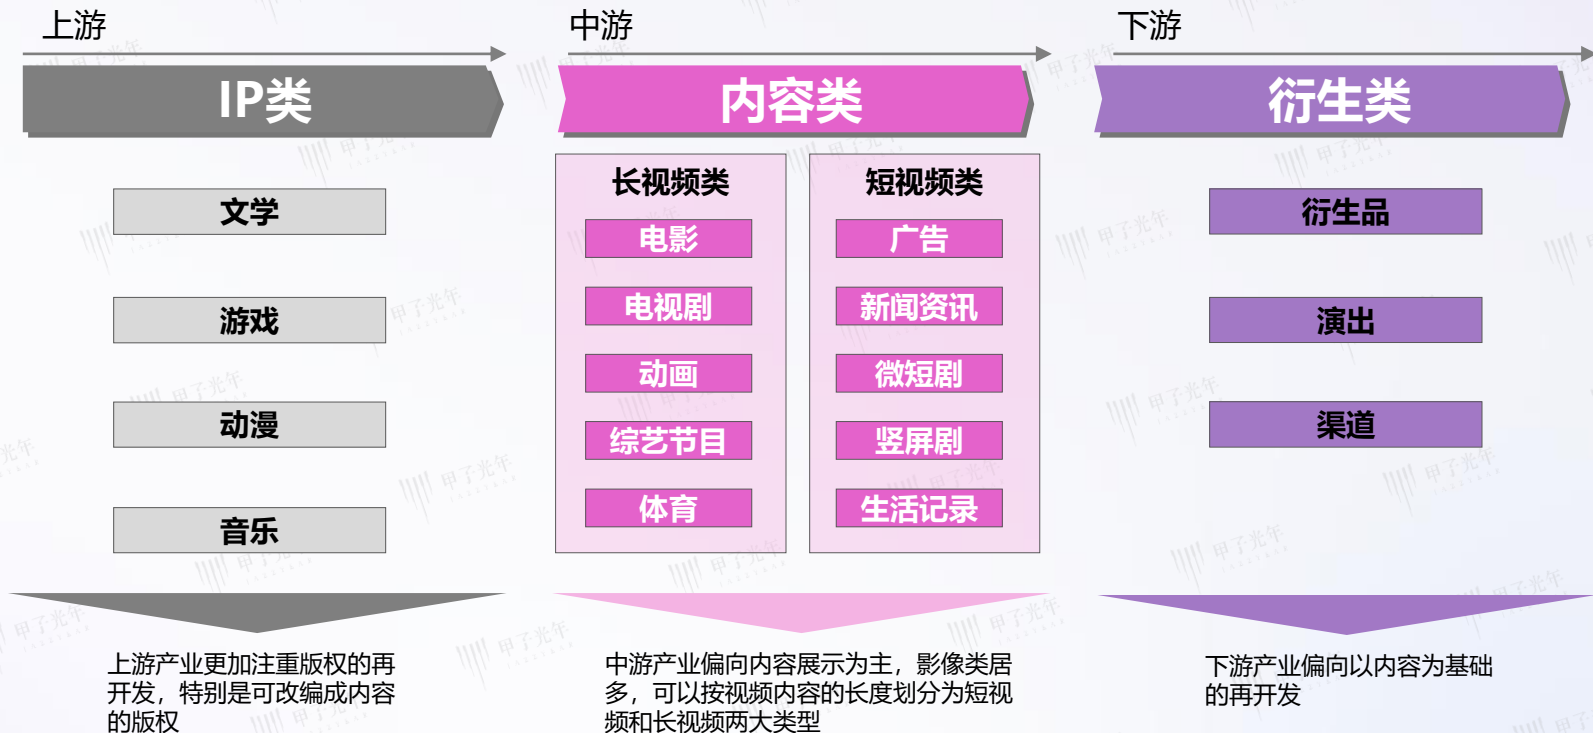 上游
IP类
文学
游戏
动漫
音乐
上游产业更加注重版权的再
开发，特别是可改编成内容
的版权
中游
内容类
长视频类
电影
电视剧
动画
综艺节目
体育
短视频类
广告
新闻资讯
微短剧
竖屏剧
生活记录
中游产业偏向内容展示为主，影像类居
多，可以按视频内容的长度划分为短视
频和长视频两大类型
下游
衍生类
衍生品
演出
渠道
下游产业偏向以内容为基础
的再开发
甲子光年